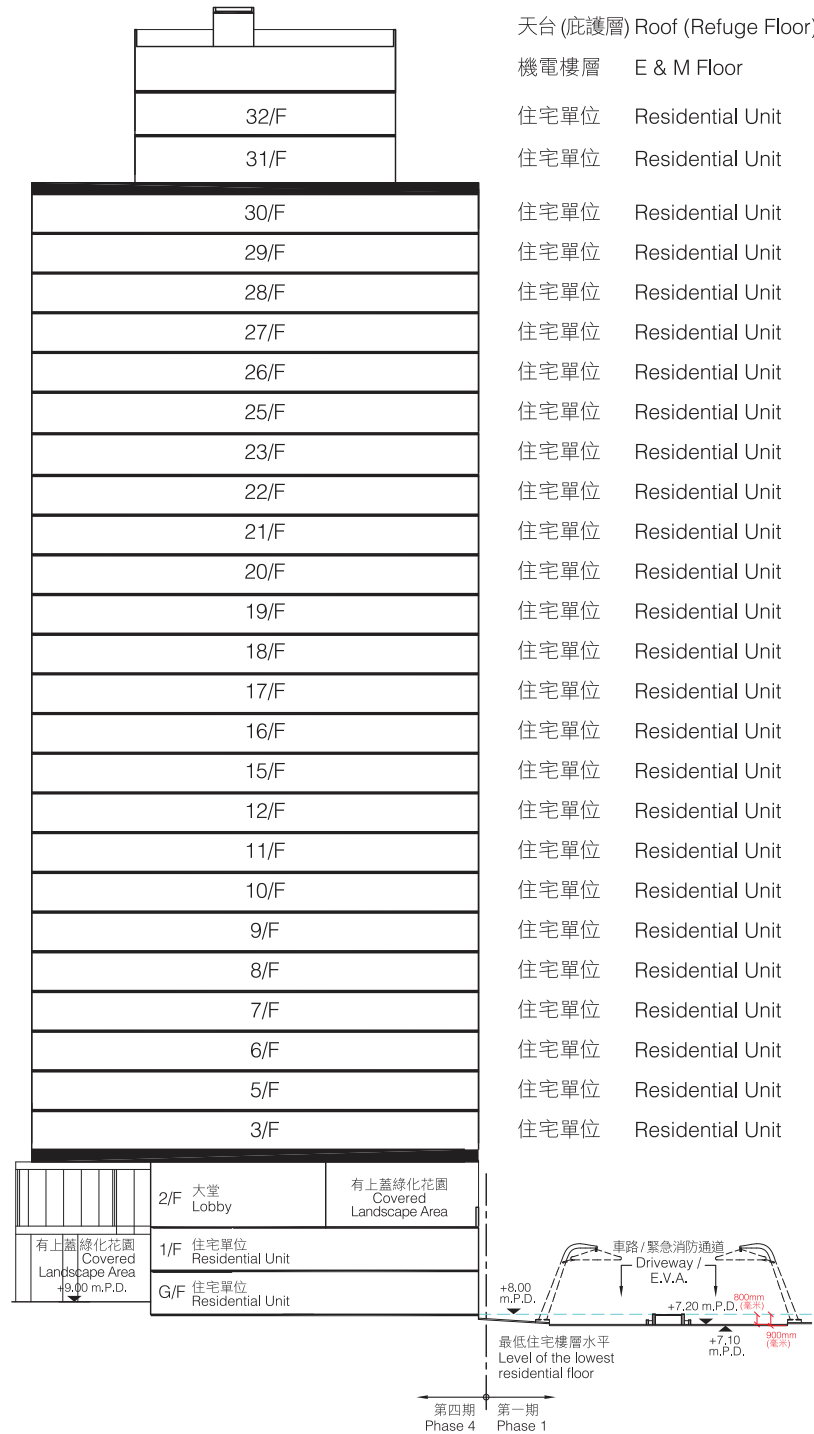 天台 (庇護層) Roof (Refuge Floor)
機電樓層 E & M Floor
32/F 住宅單位 Residential Unit
31/F 住宅單位 Residential Unit
30/F 住宅單位 Residential Unit
29/F 住宅單位 Residential Unit
28/F 住宅單位 Residential Unit
27/F 住宅單位 Residential Unit
26/F 住宅單位 Residential Unit
25/F 住宅單位 Residential Unit
23/F 住宅單位 Residential Unit
22/F 住宅單位 Residential Unit
21/F 住宅單位 Residential Unit
20/F 住宅單位 Residential Unit
19/F 住宅單位 Residential Unit
18/F 住宅單位 Residential Unit
17/F 住宅單位 Residential Unit
16/F 住宅單位 Residential Unit
15/F 住宅單位 Residential Unit
12/F 住宅單位 Residential Unit
11/F 住宅單位 Residential Unit
10/F 住宅單位 Residential Unit
9/F 住宅單位 Residential Unit
8/F 住宅單位 Residential Unit
7/F 住宅單位 Residential Unit
6/F 住宅單位 Residential Unit
5/F 住宅單位 Residential Unit
3/F 住宅單位 Residential Unit
2/F 大堂
Lobby
有上蓋綠化花園
Covered
Landscape Area
有上蓋綠化花園
Covered
Landscape Area
+9.00 m.P.D.
1/F 住宅單位
Residential Unit
G/F 住宅單位
Residential Unit
車路/緊急消防通道
Driveway /
E.V.A.
+8.00
m.P.D.
+7.20 m.P.D.
800mm
(毫米)
+7.10
m.P.D.
900mm
(毫米)
最低住宅樓層水平
Level of the lowest
residential floor
第四期
Phase 4
第一期
Phase 1